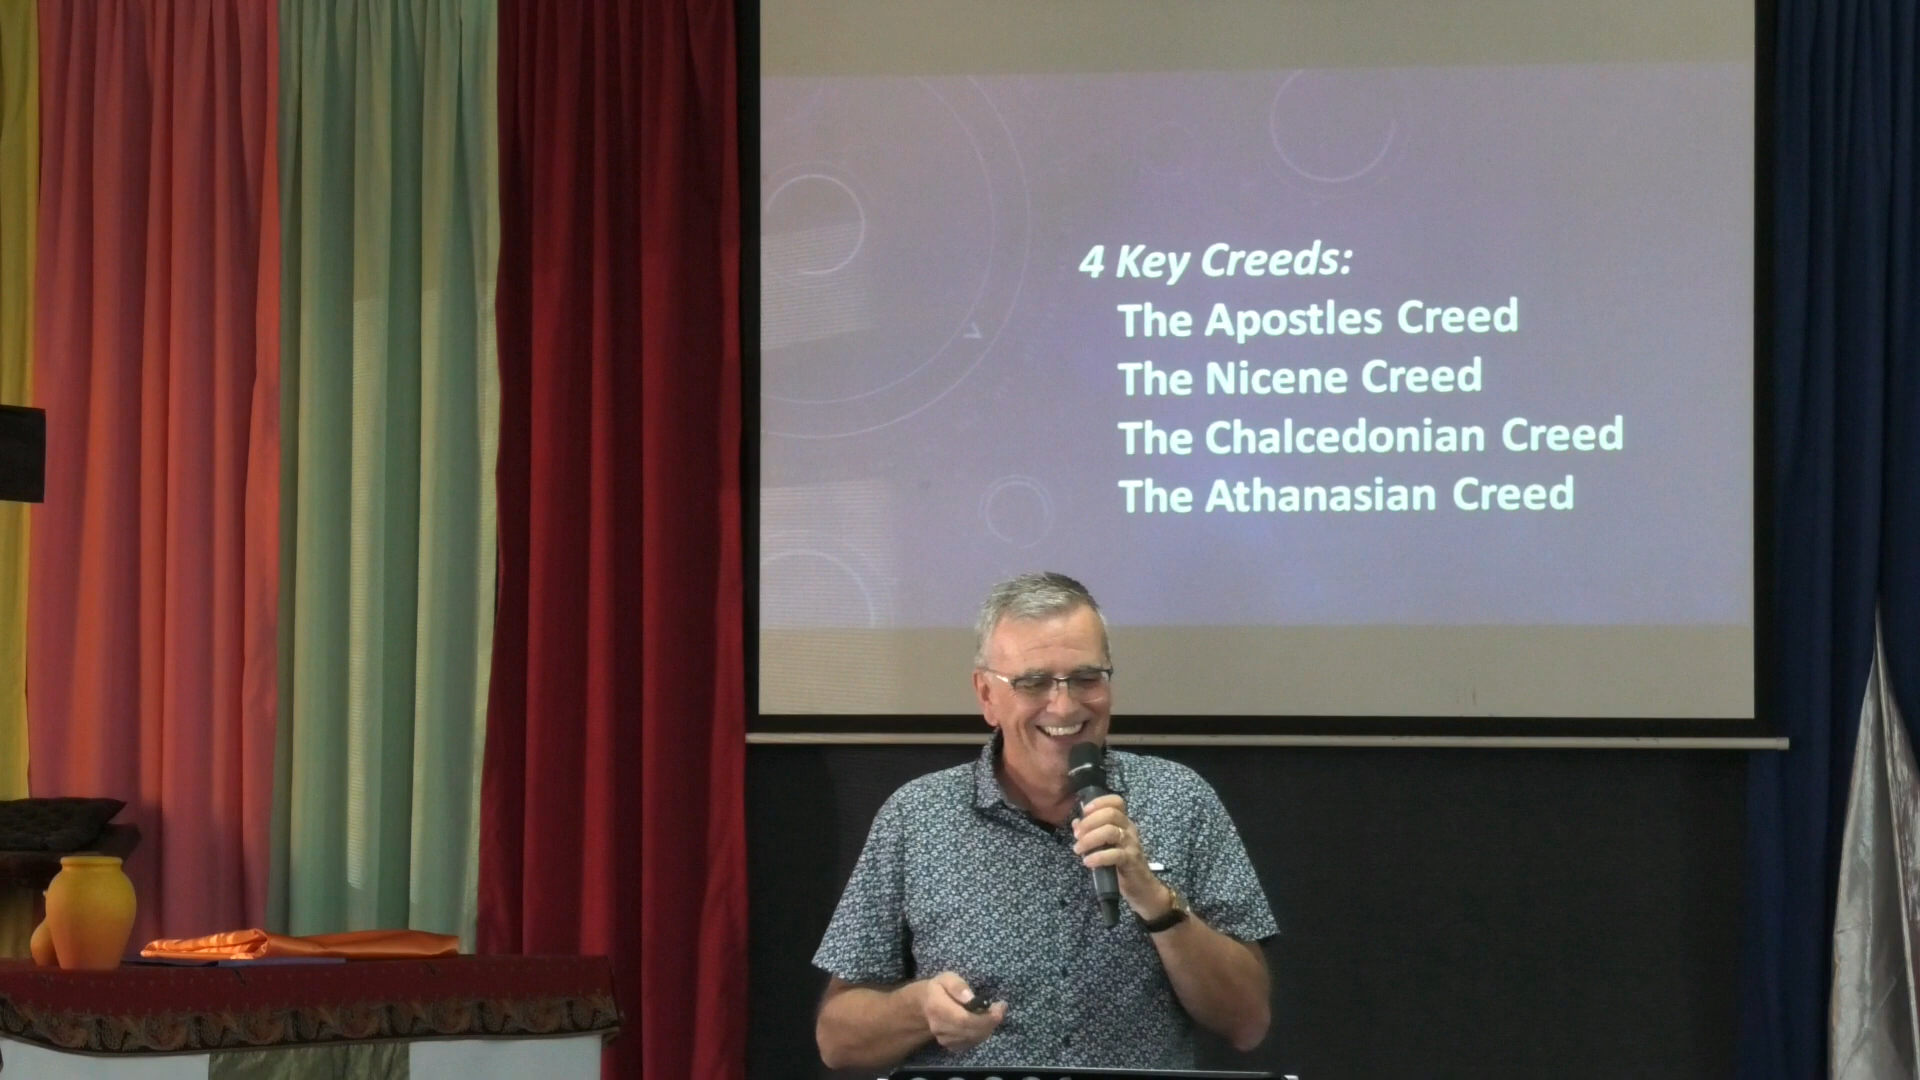 4 Key Creeds:
The Apostles Creed
The Nicene Creed
The Chalcedonian Creed
The Athanasian Creed